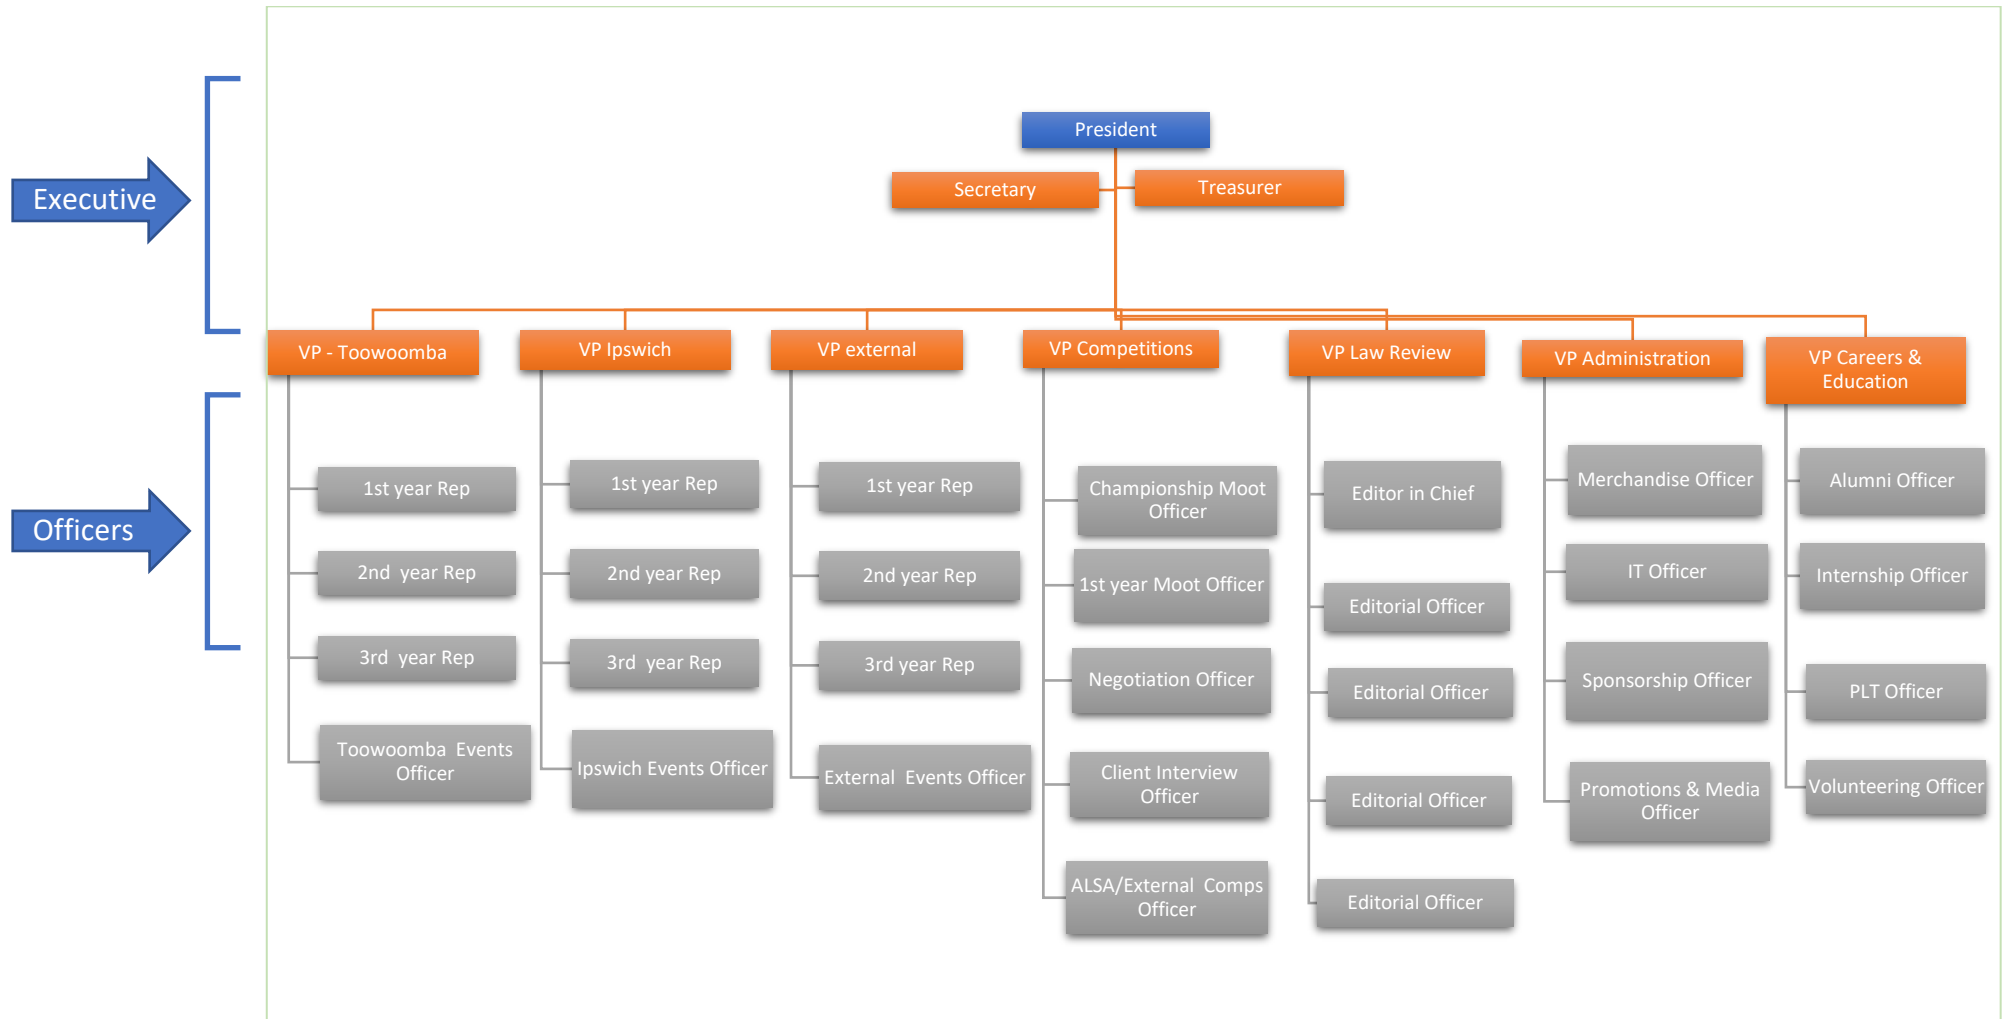 President
Secretary
Treasurer
Executive
VP - Toowoomba
VP Ipswich
VP external
VP Competitions
VP Law Review
VP Administration
VP Careers &
Education
Officers
1st year Rep
2nd  year Rep
3rd  year Rep
Toowoomba  Events
Officer
1st year Rep
2nd year Rep
3rd  year Rep
Ipswich Events Officer
1st year Rep
2nd year Rep
3rd year Rep
External  Events Officer
Championship Moot
Officer
1st year Moot Officer
Negotiation Officer
Client Interview
Officer
ALSA/External  Comps
Officer
Editor in Chief
Editorial Officer
Editorial Officer
Editorial Officer
Editorial Officer
Merchandise Officer
IT Officer
Sponsorship Officer
Promotions & Media
Officer
Alumni Officer
Internship Officer
PLT Officer
Volunteering Officer